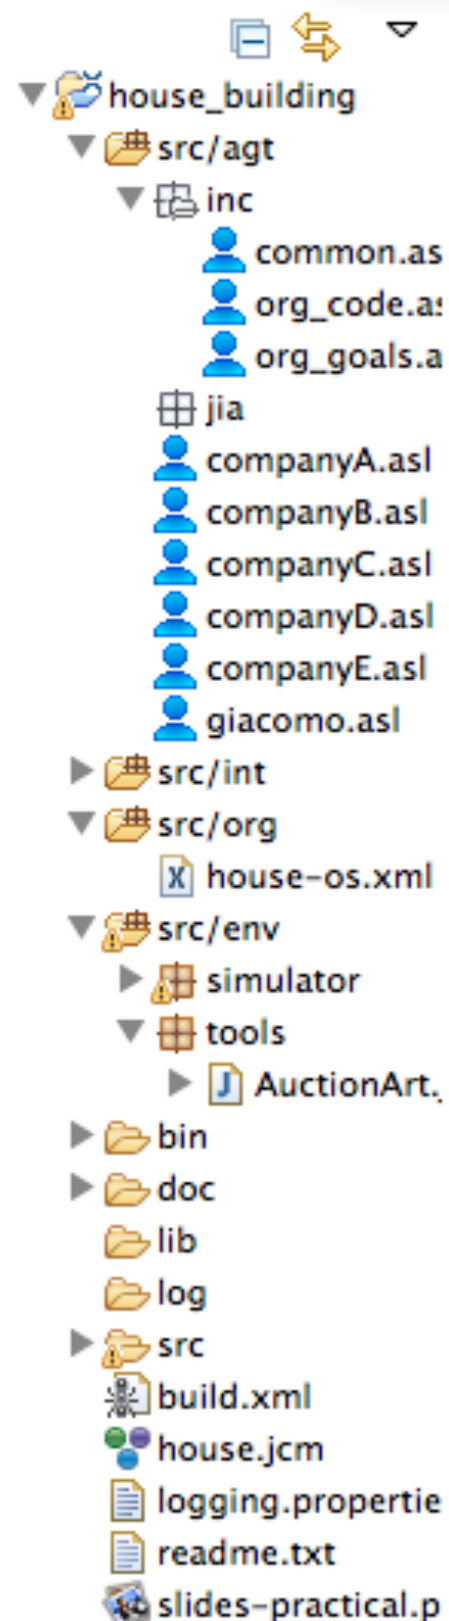 house_building
src/agt
inc
common.as
org_code.as
org_goals.a
jia
companyA.asl
companyB.asl
companyC.asl
companyD.asl
companyE.asl
giacomo.asl
src/int
src/org
house-os.xml
src/env
simulator
tools
AuctionArt.
bin
doc
lib
log
src
build.xml
house.jcm
logging.propertie
readme.txt
slides-practical.p